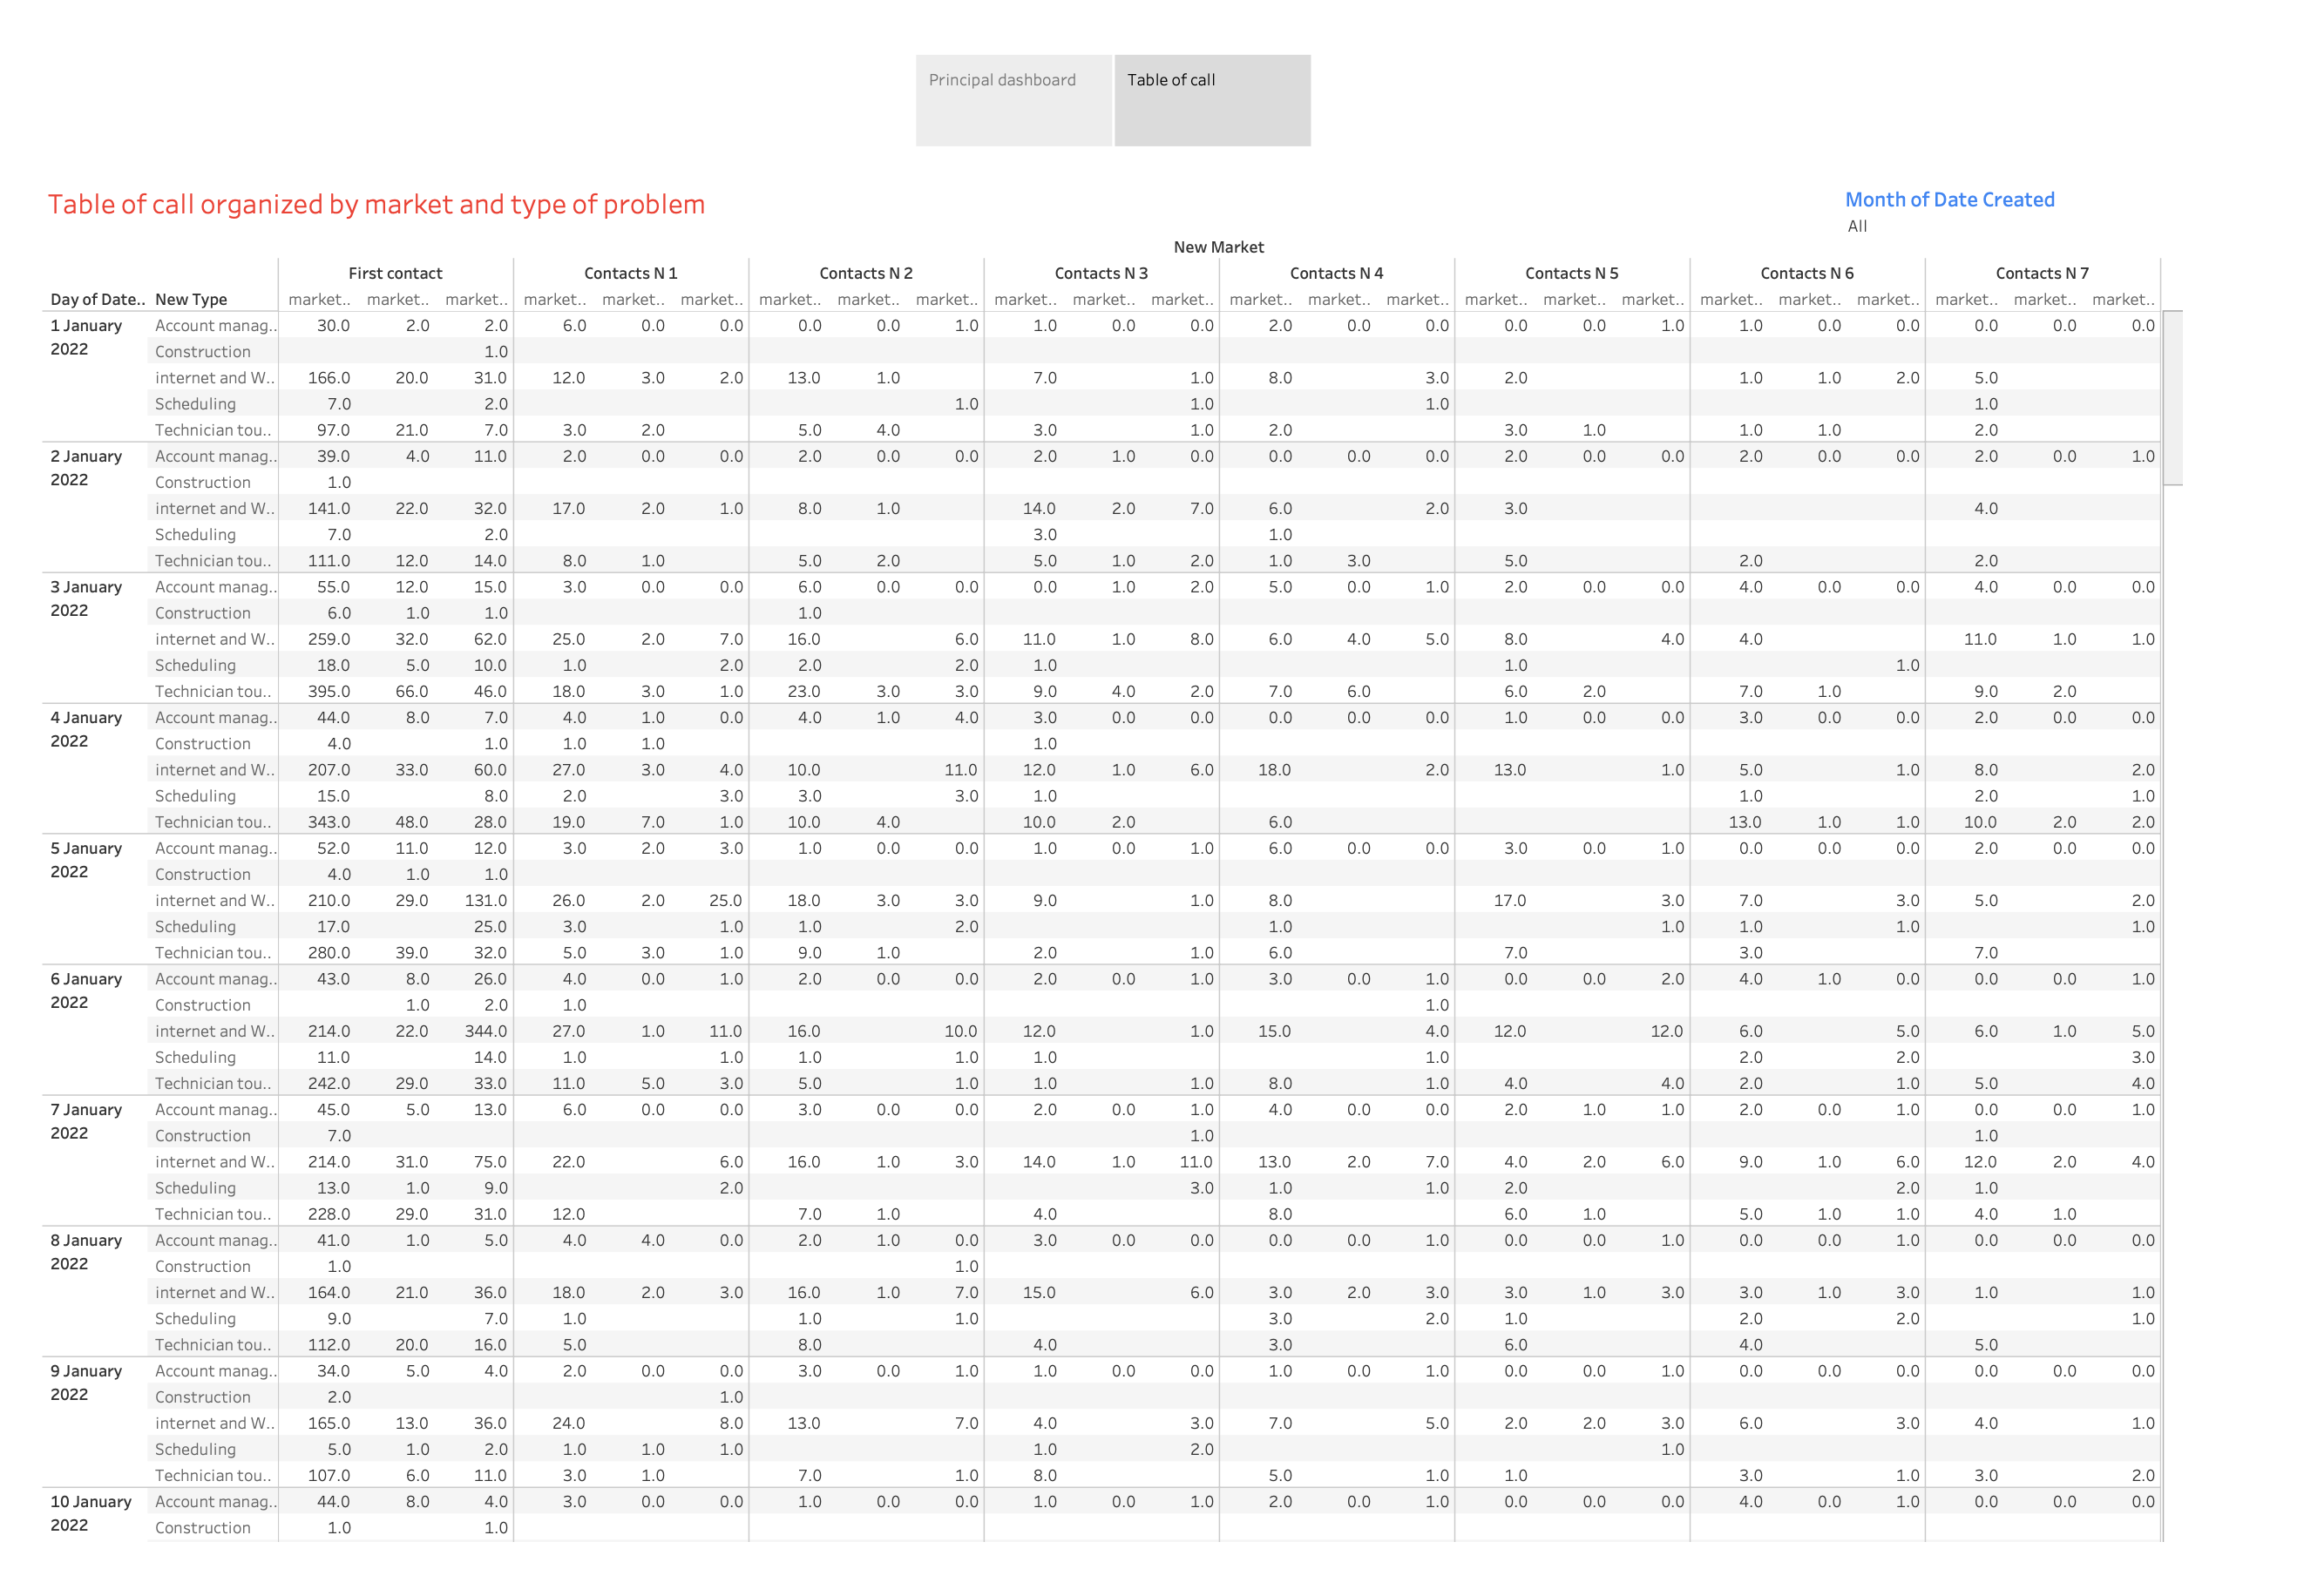 Principal dashboard Table of call
Table of call organized by market and type of problem
Month of Date Created
All
New Market
First contact Contacts N 1 Contacts N 2 Contacts N 3 Contacts N 4 Contacts N 5 Contacts N 6 Contacts N 7
Day of Date.. New Type market.. market.. market.. market.. market.. market.. market.. market.. market.. market.. market.. market.. market.. market.. market.. market.. market.. market.. market.. market.. market.. market.. market.. market..
1 January 2022 Account manag.. 30.0 2.0 2.0 6.0 0.0 0.0 0.0 0.0 1.0 1.0 0.0 0.0 2.0 0.0 0.0 0.0 0.0 1.0 1.0 0.0 0.0 0.0 0.0 0.0
Construction 1.0
internet and W.. 166.0 20.0 31.0 12.0 3.0 2.0 13.0 1.0 7.0 1.0 8.0 3.0 2.0 1.0 1.0 2.0 5.0
Scheduling 7.0 2.0 1.0 1.0 1.0 1.0
Technician tou.. 97.0 21.0 7.0 3.0 2.0 5.0 4.0 3.0 1.0 2.0 3.0 1.0 1.0 1.0 2.0
2 January 2022 Account manag.. 39.0 4.0 11.0 2.0 0.0 0.0 2.0 0.0 0.0 2.0 1.0 0.0 0.0 0.0 0.0 2.0 0.0 0.0 2.0 0.0 0.0 2.0 0.0 1.0
Construction 1.0
internet and W.. 141.0 22.0 32.0 17.0 2.0 1.0 8.0 1.0 14.0 2.0 7.0 6.0 2.0 3.0 4.0
Scheduling 7.0 2.0 3.0 1.0
Technician tou.. 111.0 12.0 14.0 8.0 1.0 5.0 2.0 5.0 1.0 2.0 1.0 3.0 5.0 2.0 2.0
3 January 2022 Account manag.. 55.0 12.0 15.0 3.0 0.0 0.0 6.0 0.0 0.0 0.0 1.0 2.0 5.0 0.0 1.0 2.0 0.0 0.0 4.0 0.0 0.0 4.0 0.0 0.0
Construction 6.0 1.0 1.0 1.0
internet and W.. 259.0 32.0 62.0 25.0 2.0 7.0 16.0 6.0 11.0 1.0 8.0 6.0 4.0 5.0 8.0 4.0 4.0 11.0 1.0 1.0
Scheduling 18.0 5.0 10.0 1.0 2.0 2.0 2.0 1.0 1.0 1.0
Technician tou.. 395.0 66.0 46.0 18.0 3.0 1.0 23.0 3.0 3.0 9.0 4.0 2.0 7.0 6.0 6.0 2.0 7.0 1.0 9.0 2.0
4 January 2022 Account manag.. 44.0 8.0 7.0 4.0 1.0 0.0 4.0 1.0 4.0 3.0 0.0 0.0 0.0 0.0 0.0 1.0 0.0 0.0 3.0 0.0 0.0 2.0 0.0 0.0
Construction 4.0 1.0 1.0 1.0 1.0
internet and W.. 207.0 33.0 60.0 27.0 3.0 4.0 10.0 11.0 12.0 1.0 6.0 18.0 2.0 13.0 1.0 5.0 1.0 8.0 2.0
Scheduling 15.0 8.0 2.0 3.0 3.0 3.0 1.0 1.0 2.0 1.0
Technician tou.. 343.0 48.0 28.0 19.0 7.0 1.0 10.0 4.0 10.0 2.0 6.0 13.0 1.0 1.0 10.0 2.0 2.0
5 January 2022 Account manag.. 52.0 11.0 12.0 3.0 2.0 3.0 1.0 0.0 0.0 1.0 0.0 1.0 6.0 0.0 0.0 3.0 0.0 1.0 0.0 0.0 0.0 2.0 0.0 0.0
Construction 4.0 1.0 1.0
internet and W.. 210.0 29.0 131.0 26.0 2.0 25.0 18.0 3.0 3.0 9.0 1.0 8.0 17.0 3.0 7.0 3.0 5.0 2.0
Scheduling 17.0 25.0 3.0 1.0 1.0 2.0 1.0 1.0 1.0 1.0 1.0
Technician tou.. 280.0 39.0 32.0 5.0 3.0 1.0 9.0 1.0 2.0 1.0 6.0 7.0 3.0 7.0
6 January 2022 Account manag.. 43.0 8.0 26.0 4.0 0.0 1.0 2.0 0.0 0.0 2.0 0.0 1.0 3.0 0.0 1.0 0.0 0.0 2.0 4.0 1.0 0.0 0.0 0.0 1.0
Construction 1.0 2.0 1.0 1.0
internet and W.. 214.0 22.0 344.0 27.0 1.0 11.0 16.0 10.0 12.0 1.0 15.0 4.0 12.0 12.0 6.0 5.0 6.0 1.0 5.0
Scheduling 11.0 14.0 1.0 1.0 1.0 1.0 1.0 1.0 2.0 2.0 3.0
Technician tou.. 242.0 29.0 33.0 11.0 5.0 3.0 5.0 1.0 1.0 1.0 8.0 1.0 4.0 4.0 2.0 1.0 5.0 4.0
7 January 2022 Account manag.. 45.0 5.0 13.0 6.0 0.0 0.0 3.0 0.0 0.0 2.0 0.0 1.0 4.0 0.0 0.0 2.0 1.0 1.0 2.0 0.0 1.0 0.0 0.0 1.0
Construction 7.0 1.0 1.0
internet and W.. 214.0 31.0 75.0 22.0 6.0 16.0 1.0 3.0 14.0 1.0 11.0 13.0 2.0 7.0 4.0 2.0 6.0 9.0 1.0 6.0 12.0 2.0 4.0
Scheduling 13.0 1.0 9.0 2.0 3.0 1.0 1.0 2.0 2.0 1.0
Technician tou.. 228.0 29.0 31.0 12.0 7.0 1.0 4.0 8.0 6.0 1.0 5.0 1.0 1.0 4.0 1.0
8 January 2022 Account manag.. 41.0 1.0 5.0 4.0 4.0 0.0 2.0 1.0 0.0 3.0 0.0 0.0 0.0 0.0 1.0 0.0 0.0 1.0 0.0 0.0 1.0 0.0 0.0 0.0
Construction 1.0 1.0
internet and W.. 164.0 21.0 36.0 18.0 2.0 3.0 16.0 1.0 7.0 15.0 6.0 3.0 2.0 3.0 3.0 1.0 3.0 3.0 1.0 3.0 1.0 1.0
Scheduling 9.0 7.0 1.0 1.0 1.0 3.0 2.0 1.0 2.0 2.0 1.0
Technician tou.. 112.0 20.0 16.0 5.0 8.0 4.0 3.0 6.0 4.0 5.0
9 January 2022 Account manag.. 34.0 5.0 4.0 2.0 0.0 0.0 3.0 0.0 1.0 1.0 0.0 0.0 1.0 0.0 1.0 0.0 0.0 1.0 0.0 0.0 0.0 0.0 0.0 0.0
Construction 2.0 1.0
internet and W.. 165.0 13.0 36.0 24.0 8.0 13.0 7.0 4.0 3.0 7.0 5.0 2.0 2.0 3.0 6.0 3.0 4.0 1.0
Scheduling 5.0 1.0 2.0 1.0 1.0 1.0 1.0 2.0 1.0
Technician tou.. 107.0 6.0 11.0 3.0 1.0 7.0 1.0 8.0 5.0 1.0 1.0 3.0 1.0 3.0 2.0
10 January 2022 Account manag.. 44.0 8.0 4.0 3.0 0.0 0.0 1.0 0.0 0.0 1.0 0.0 1.0 2.0 0.0 1.0 0.0 0.0 0.0 4.0 0.0 1.0 0.0 0.0 0.0
Construction 1.0 1.0